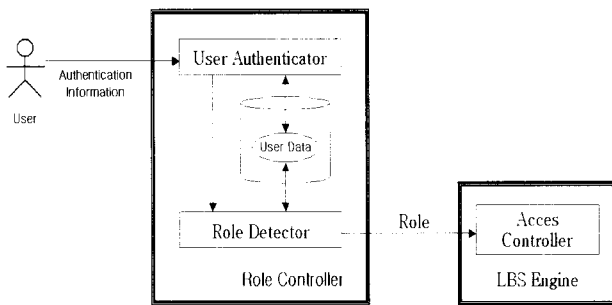 User Authenticator
Authentication
Information
User
User Data
Role Detector
Role
Acces
Controller
Role Controller
LBS Engine